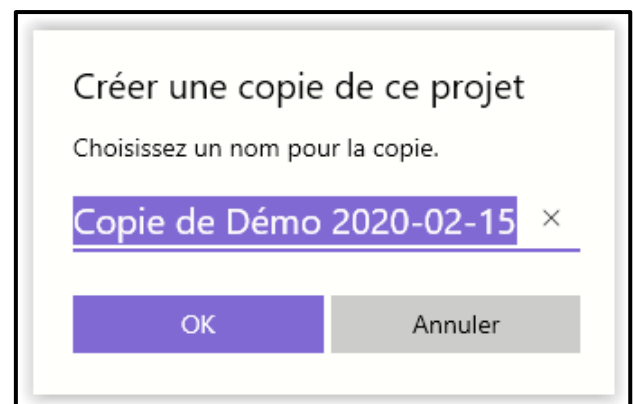 Créer une copie de ce projet
Choisissez un nom pour la copie.
Copie de Démo 2020-02-15
OK
Annuler